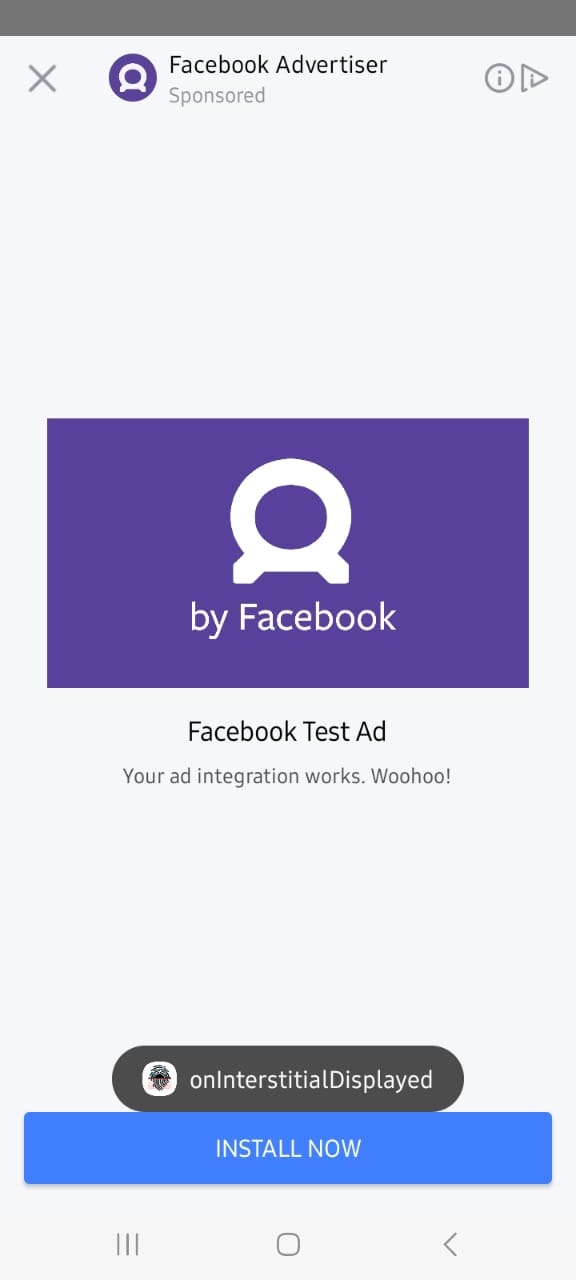 Facebook Advertiser
Sponsored
by Facebook
Facebook Test Ad
Your ad integration works. Woohoo!
onInterstitialDisplayed
INSTALL NOW